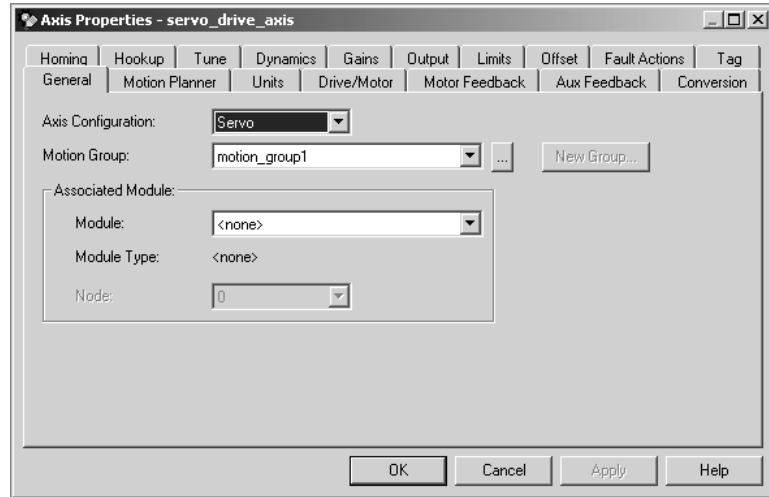 Axis Properties - servo_drive_axis
Homing Hookup Tune Dynamics Gains Output Limits Offset Fault Actions Tag
General Motion Planner Units Drive/Motor Motor Feedback Aux Feedback Conversion
Axis Configuration: Servo
Motion Group: motion_group1 ... New Group...
Associated Module:
Module: <none>
Module Type: <none>
Node: 0
OK Cancel Apply Help